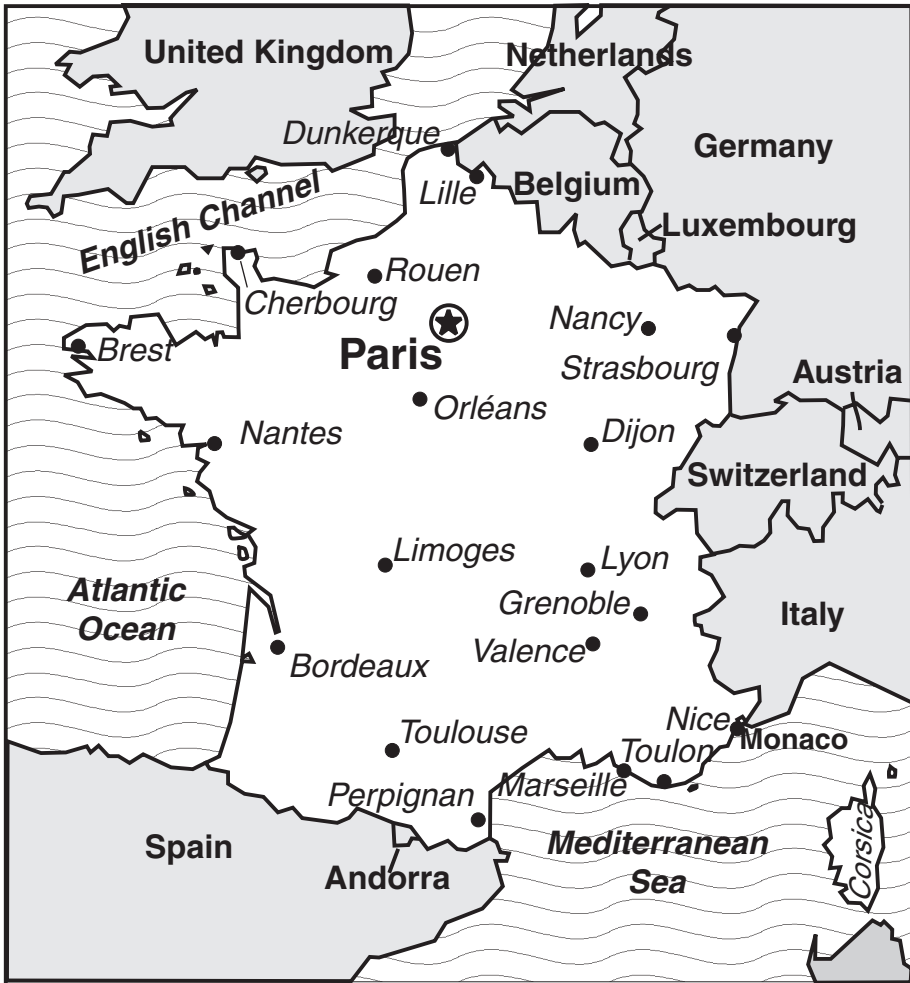 United Kingdom
Netherlands
Dunkerque
Germany
Lille
Belgium
English Channel
Luxembourg
Rouen
Cherbourg
Nancy
Paris
Brest
Strasbourg
Austria
Orléans
Nantes
Dijon
Switzerland
Limoges
Lyon
Atlantic
Ocean
Grenoble
Italy
Valence
Bordeaux
Nice
Toulouse
Monaco
Toulon
Marseille
Perpignan
Spain
Mediterranean
Sea
Corsica
Andorra